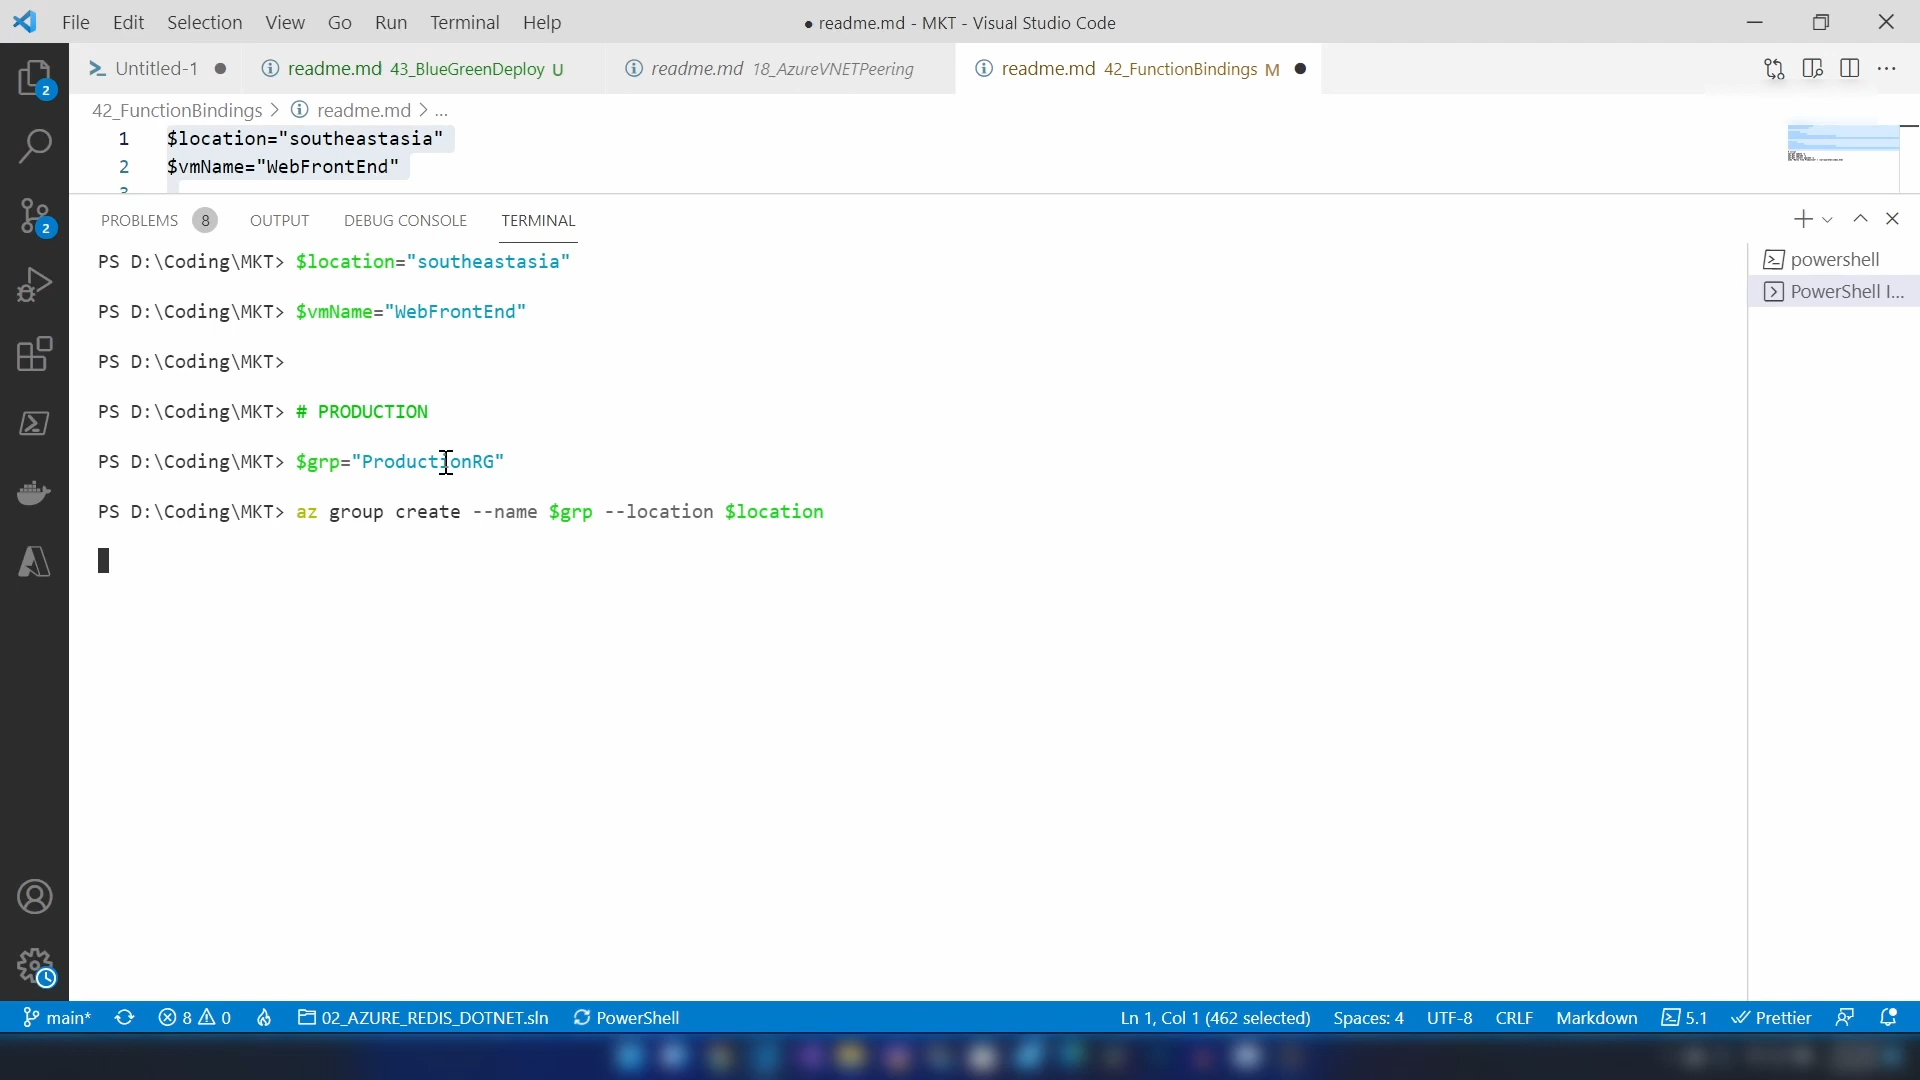 File Edit Selection View Go Run Terminal Help
● readme.md - MKT - Visual Studio Code
Untitled-1 ●
readme.md 43_BlueGreenDeploy U
readme.md 18_AzureVNETPeering
readme.md 42_FunctionBindings M ●
42_FunctionBindings > readme.md > ...
1 $location="southeastasia"
2 $vmName="WebFrontEnd"
3
PROBLEMS 8 OUTPUT DEBUG CONSOLE TERMINAL
PS D:\Coding\MKT> $location="southeastasia"
PS D:\Coding\MKT> $vmName="WebFrontEnd"
PS D:\Coding\MKT>
PS D:\Coding\MKT> # PRODUCTION
PS D:\Coding\MKT> $grp="ProductionRG"
PS D:\Coding\MKT> az group create --name $grp --location $location
powershell
PowerShell I...
2
2
main* 8 0 02_AZURE_REDIS_DOTNET.sln PowerShell
Ln 1, Col 1 (462 selected) Spaces: 4 UTF-8 CRLF Markdown 5.1 Prettier